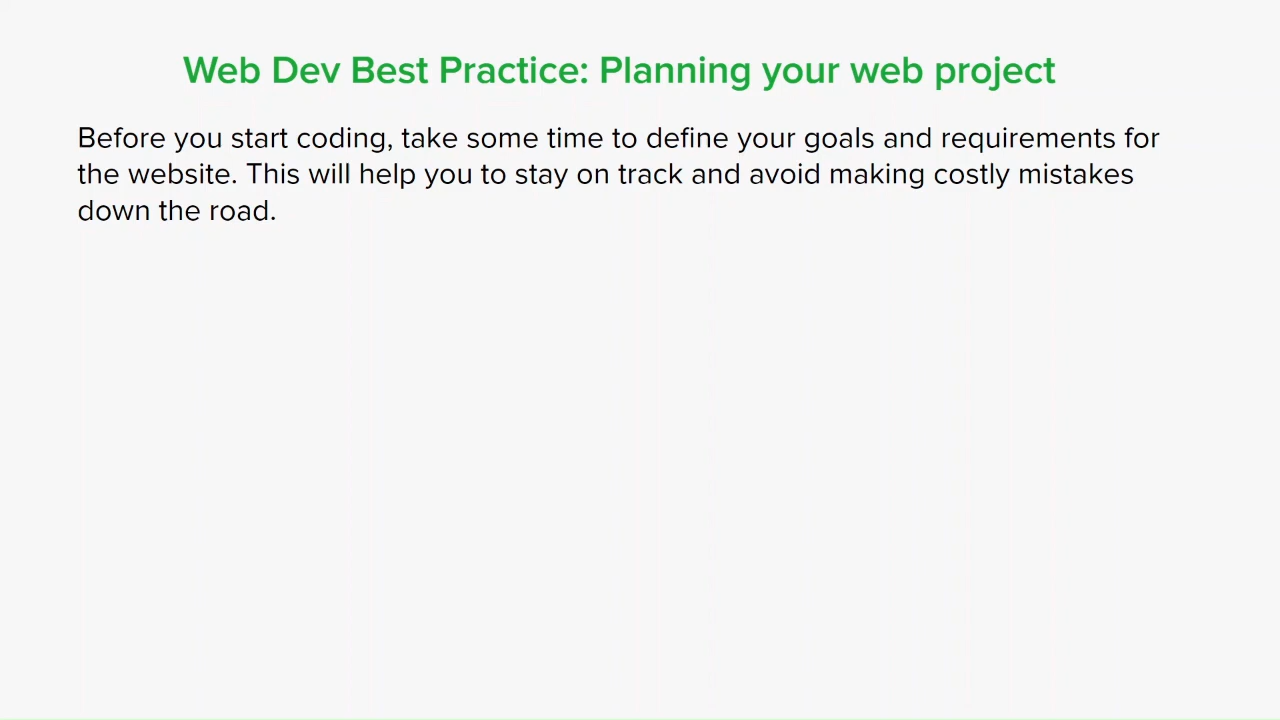 Web Dev Best Practice: Planning your web project
Before you start coding, take some time to define your goals and requirements for
the website. This will help you to stay on track and avoid making costly mistakes
down the road.